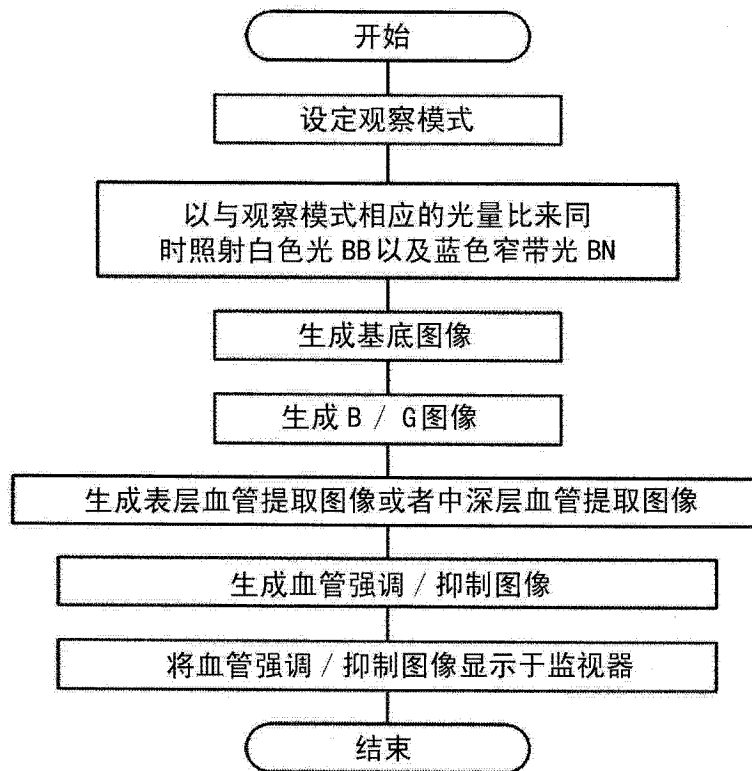 开始
设定观察模式
以与观察模式相应的光量比来同
时照射白色光 BB以及蓝色窄带光 BN
生成基底图像
生成 B / G图像
生成表层血管提取图像或者中深层血管提取图像
生成血管强调 / 抑制图像
将血管强调 / 抑制图像显示于监视器
结束